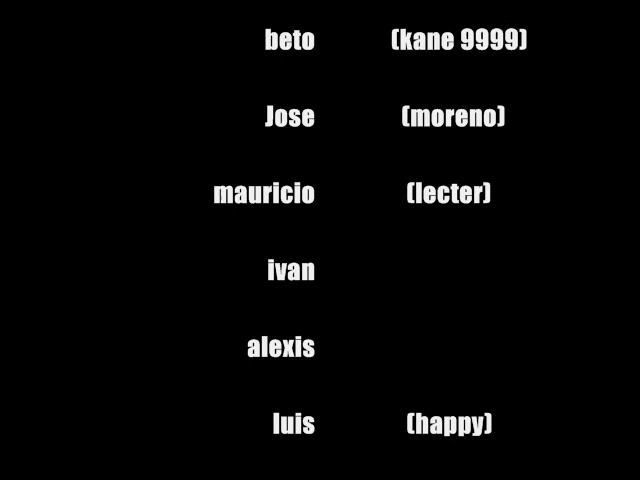 beto (kane 9999)
Jose (moreno)
mauricio (lecter)
ivan
alexis
luis (happy)